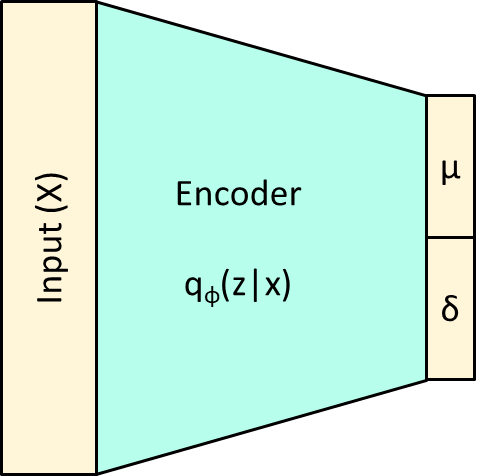 Input (X)
Encoder
qϕ(z|x)
μ
δ